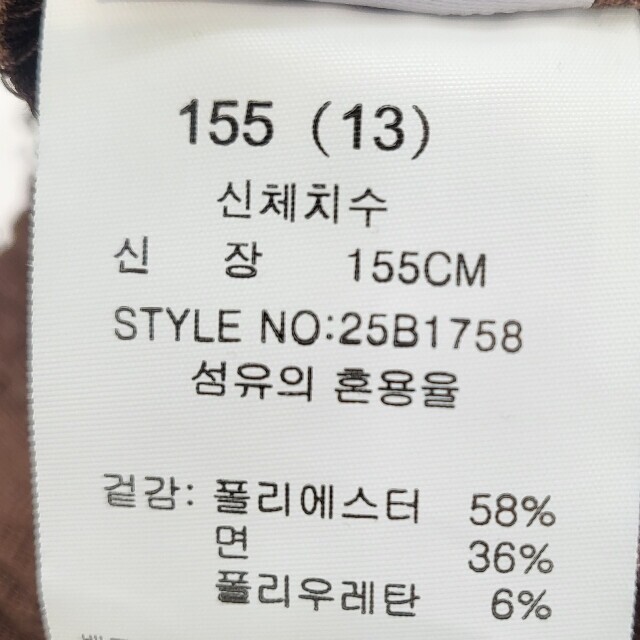 155 (13)
신체치수
신 장 155CM
STYLE NO:25B1758
섬유의 혼용율
겉감: 폴리에스터 58%
면 36%
폴리우레탄 6%